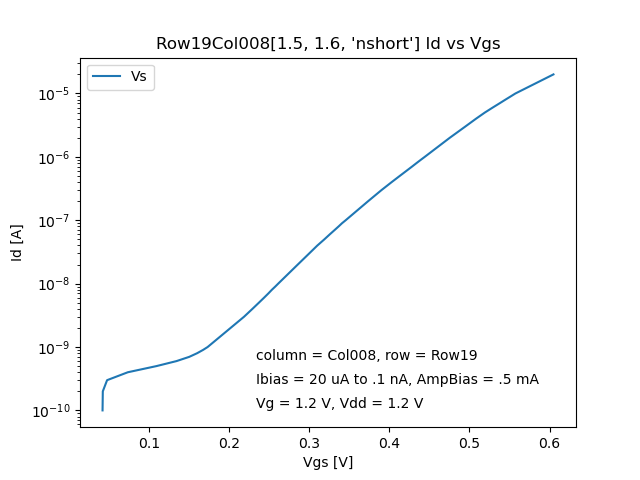 Row19Col008[1.5, 1.6, 'nshort'] Id vs Vgs
Vs
10⁻⁵
10⁻⁶
10⁻⁷
10⁻⁸
10⁻⁹
10⁻¹⁰
Id [A]
column = Col008, row = Row19
Ibias = 20 uA to .1 nA, AmpBias = .5 mA
Vg = 1.2 V, Vdd = 1.2 V
0.1 0.2 0.3 0.4 0.5 0.6
Vgs [V]